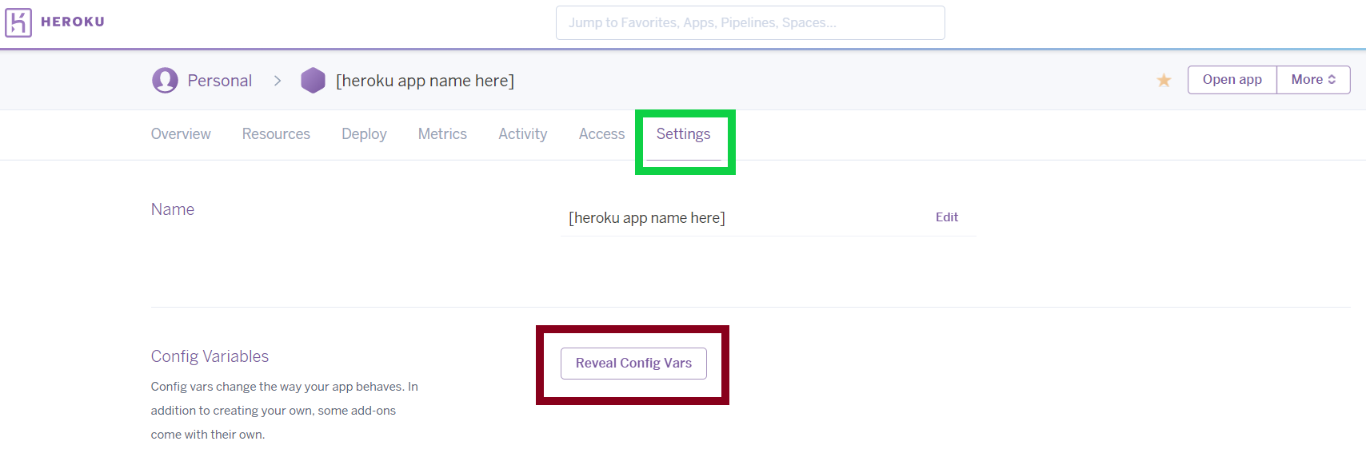 HEROKU
Jump to Favorites, Apps, Pipelines, Spaces...
Personal > [heroku app name here]
Open app
More
Overview Resources Deploy Metrics Activity Access Settings
Name
[heroku app name here]
Edit
Config Variables
Reveal Config Vars
Config vars change the way your app behaves. In
addition to creating your own, some add-ons
come with their own.